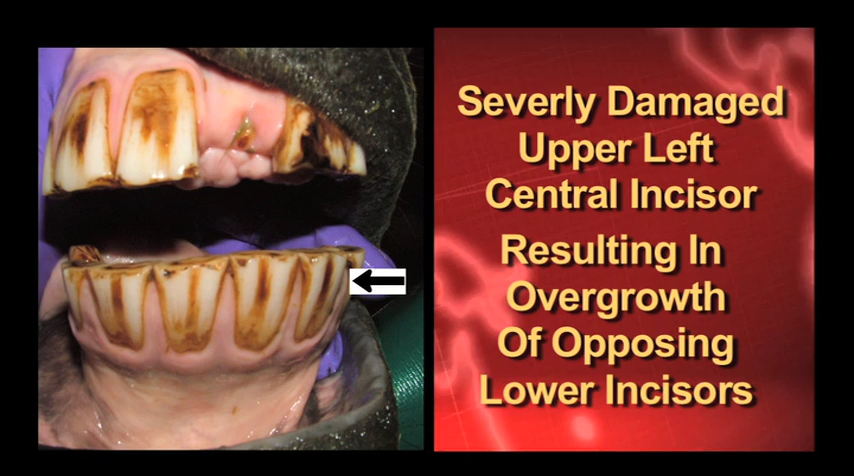 Severly Damaged
Upper Left
Central Incisor
Resulting In
Overgrowth
Of Opposing
Lower Incisors